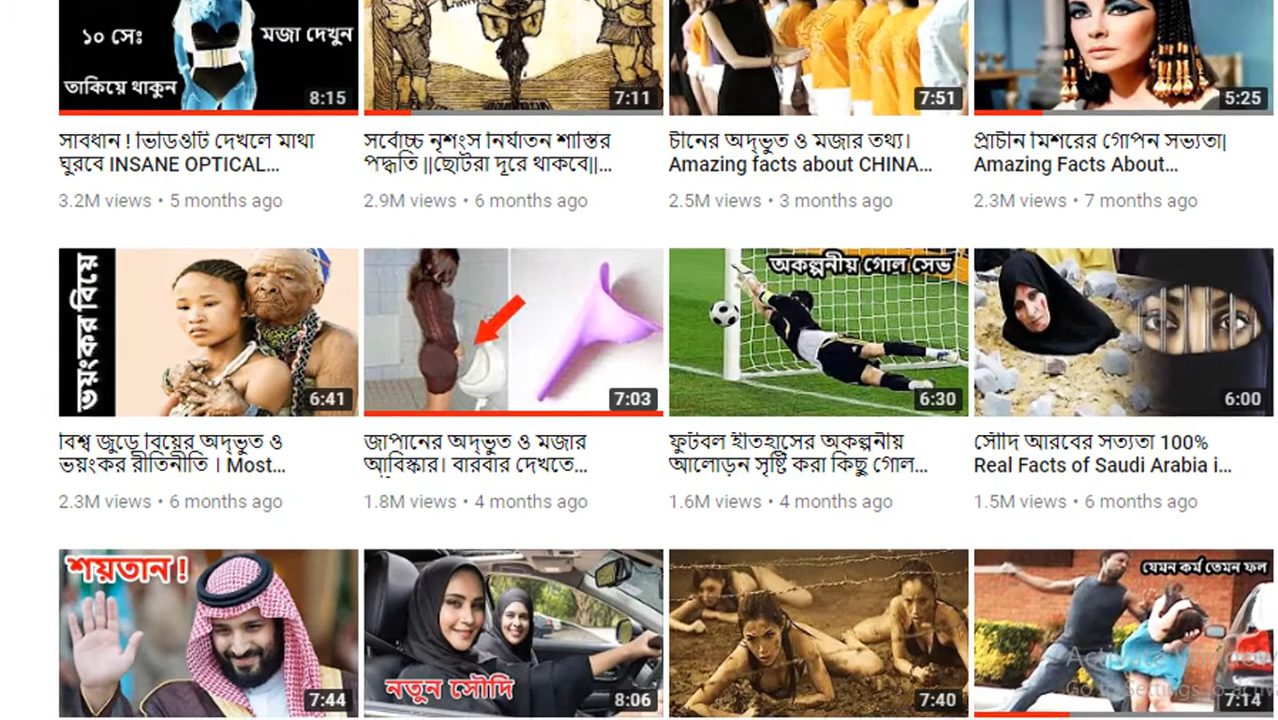 ১০ সেঃ
মজা দেখুন
তাকিয়ে থাকুন
8:15
7:11
7:51
5:25
সাবধান ! ভিডিওটি দেখলে মাথা
ঘুরবে INSANE OPTICAL...
3.2M views • 5 months ago
সর্বোচ্চ নৃশংস নির্যাতন শাস্তির
পদ্ধতি ||ছোটরা দূরে থাকবে||...
2.9M views • 6 months ago
চীনের অদ্ভুত ও মজার তথ্য।
Amazing facts about CHINA...
2.5M views • 3 months ago
প্রাচীন মিশরের গোপন সভ্যতা|
Amazing Facts About...
2.3M views • 7 months ago
ভয়ংকর বিয়ে
6:41
7:03
অকল্পনীয় গোল সেভ
6:30
6:00
বিশ্ব জুড়ে বিয়ের অদ্ভুত ও
ভয়ংকর রীতিনীতি । Most...
2.3M views • 6 months ago
জাপানের অদ্ভুত ও মজার
আবিস্কার। বারবার দেখতে...
1.8M views • 4 months ago
ফুটবল ইতিহাসের অকল্পনীয়
আলোড়ন সৃষ্টি করা কিছু গোল...
1.6M views • 4 months ago
সৌদি আরবের সত্যতা 100%
Real Facts of Saudi Arabia i...
1.5M views • 6 months ago
শয়তান !
7:44
নতুন সৌদি
8:06
7:40
যেমন কর্ম তেমন ফল
7:14